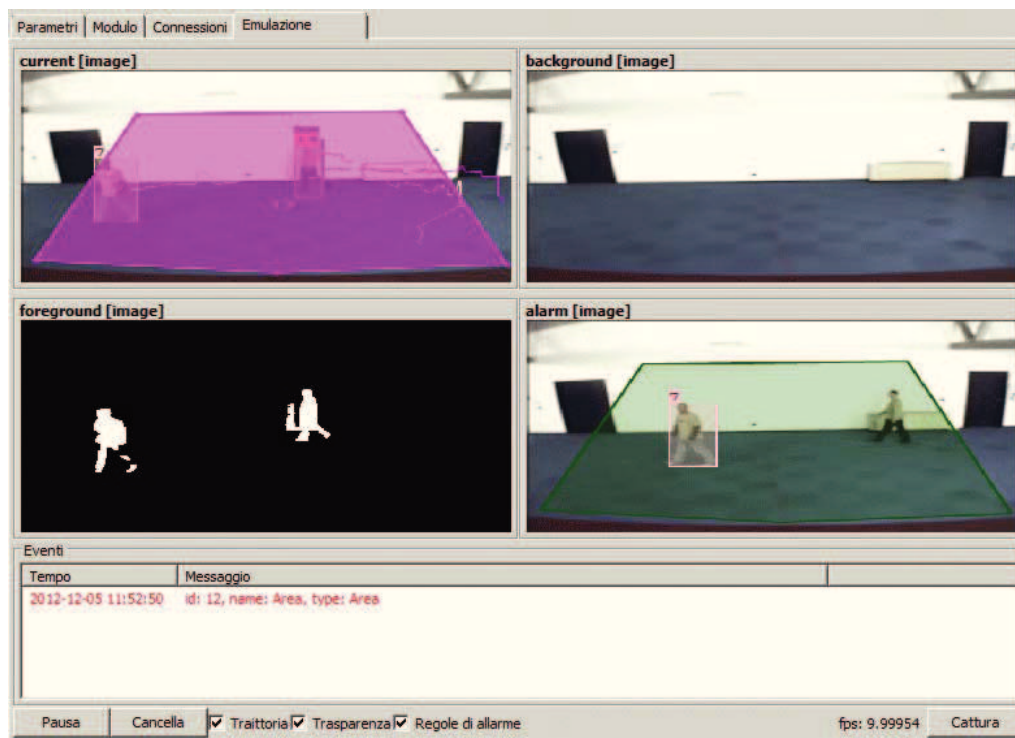 Parametri Modulo Connessioni Emulazione
current [image]
background [image]
7
foreground [image]
alarm [image]
7
Eventi
Tempo Messaggio
2012-12-05 11:52:50 id: 12, name: Area, type: Area
Pausa Cancella Traittoria Trasparenza Regole di allarme fps: 9.99954 Cattura